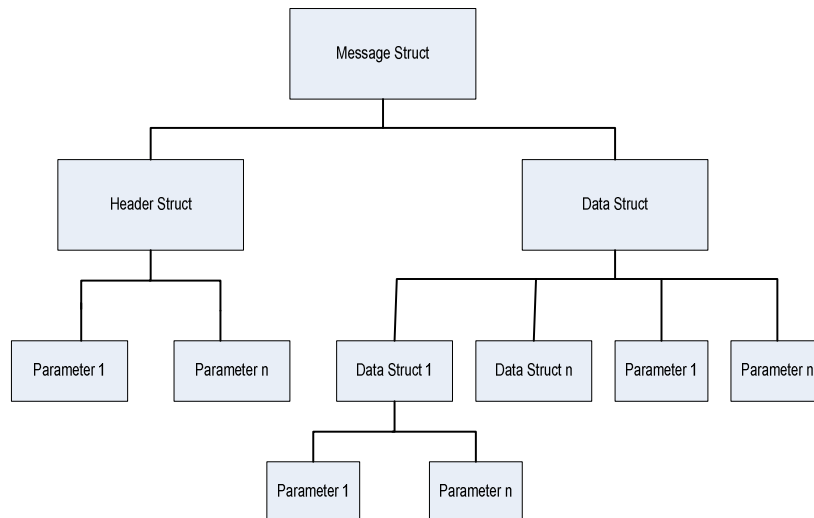 Message Struct
Header Struct
Data Struct
Parameter 1
Parameter n
Data Struct 1
Data Struct n
Parameter 1
Parameter n
Parameter 1
Parameter n